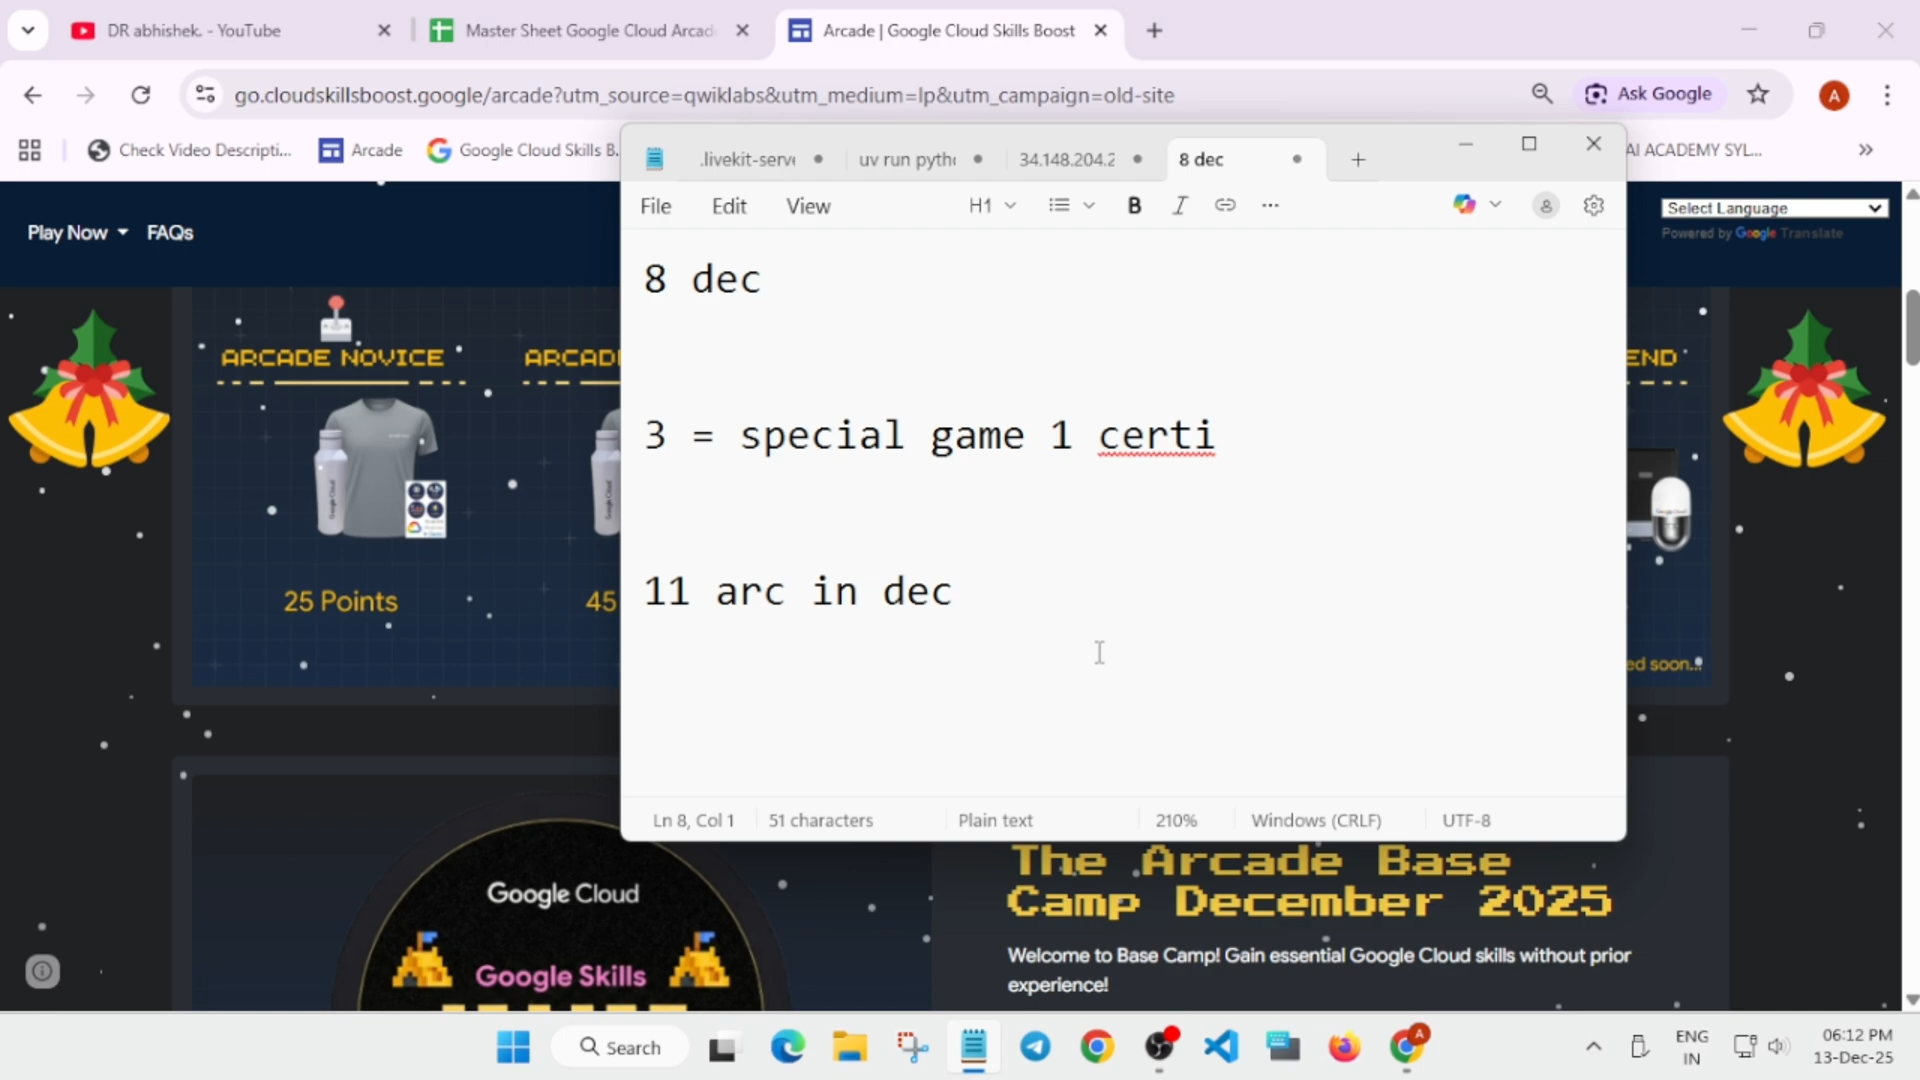 DR abhishek. - YouTube
Master Sheet Google Cloud Arcad
Arcade | Google Cloud Skills Boost
go.cloudskillsboost.google/arcade?utm_source=qwiklabs&utm_medium=lp&utm_campaign=old-site
Ask Google
A
Check Video Descripti...
Arcade
Google Cloud Skills B.
AI ACADEMY SYL...
.livekit-serve
uv run pyth
34.148.204.2
8 dec
File
Edit
View
H1
B
I
Play Now
FAQs
Select Language
Powered by Google Translate
8 dec
3 = special game 1 certi
11 arc in dec
ARCADE NOVICE
ARCAD
END
25 Points
45
ed soon...
Ln 8, Col 1
51 characters
Plain text
210%
Windows (CRLF)
UTF-8
Google Cloud
Google Skills
The Arcade Base
Camp December 2025
Welcome to Base Camp! Gain essential Google Cloud skills without prior
experience!
Search
A
ENG
IN
06:12 PM
13-Dec-25